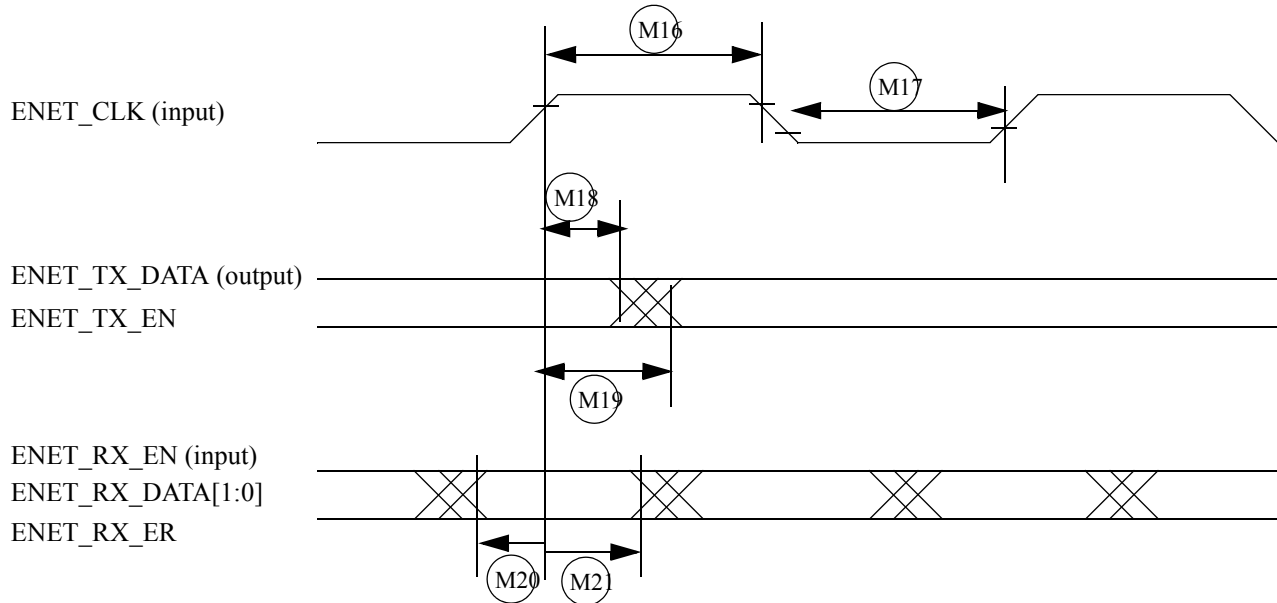 M16
M17
ENET_CLK (input)
M18
ENET_TX_DATA (output)
ENET_TX_EN
M19
ENET_RX_EN (input)
ENET_RX_DATA[1:0]
ENET_RX_ER
M20
M21